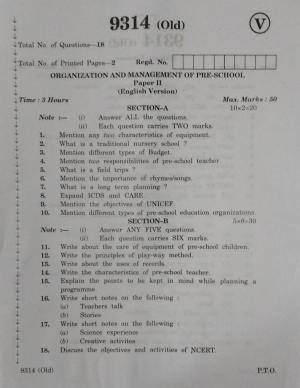 9314 (Old)
V
Total No. of Questions—18
Total No. of Printed Pages—2 Regd. No.
ORGANIZATION AND MANAGEMENT OF PRE-SCHOOL
Paper II
(English Version)
Time : 3 Hours Max. Marks : 50
SECTION–A 10×2=20
Note :— (i) Answer ALL the questions.
(ii) Each question carries TWO marks.
1. Mention any two characteristics of equipment.
2. What is a traditional nursery school ?
3. Mention different types of Budget.
4. Mention two responsibilities of pre-school teacher.
5. What is a field trips ?
6. Mention the importance of rhymes/songs.
7. What is a long term planning ?
8. Expand ICDS and CARE.
9. Mention the objectives of UNICEF.
10. Mention different types of pre-school education organizations.
SECTION–B 5×6=30
Note :— (i) Answer ANY FIVE questions.
(ii) Each question carries SIX marks.
11. Write about the care of equipment of pre-school children.
12. Write the principles of play-way method.
13. Write about the uses of records.
14. Write the characteristics of pre-school teacher.
15. Explain the points to be kept in mind while planning a
programme.
16. Write short notes on the following :
(a) Teachers talk
(b) Stories
17. Write short notes on the following :
(a) Science experience
(b) Creative activites
18. Discuss the objectives and activities of NCERT.
9314 (Old) P.T.O.